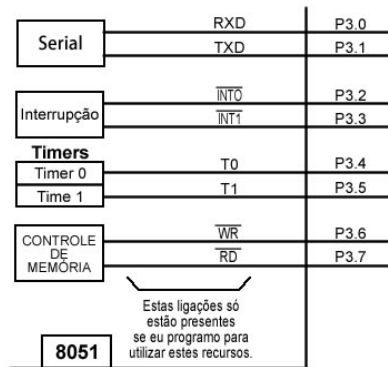 Serial
RXD
P3.0
TXD
P3.1
Interrupção
INT0
P3.2
INT1
P3.3
Timers
Timer 0
T0
P3.4
Time 1
T1
P3.5
CONTROLE
DE
MEMÓRIA
WR
P3.6
RD
P3.7
Estas ligações só
estão presentes
se eu programo para
utilizar estes recursos.
8051